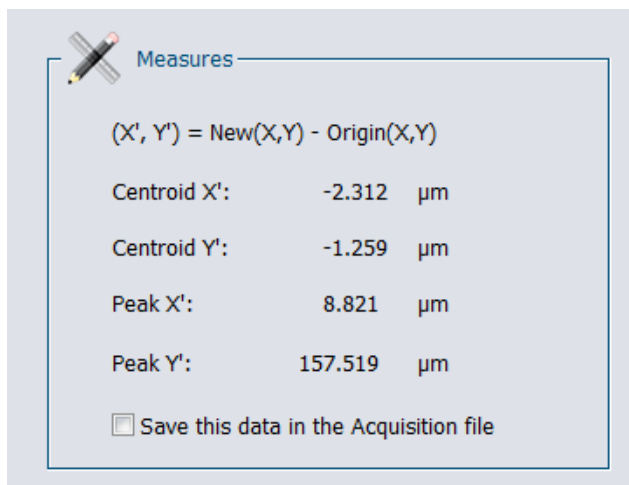 Measures
(X', Y') = New(X,Y) - Origin(X,Y)
Centroid X': -2.312 µm
Centroid Y': -1.259 µm
Peak X': 8.821 µm
Peak Y': 157.519 µm
Save this data in the Acquisition file